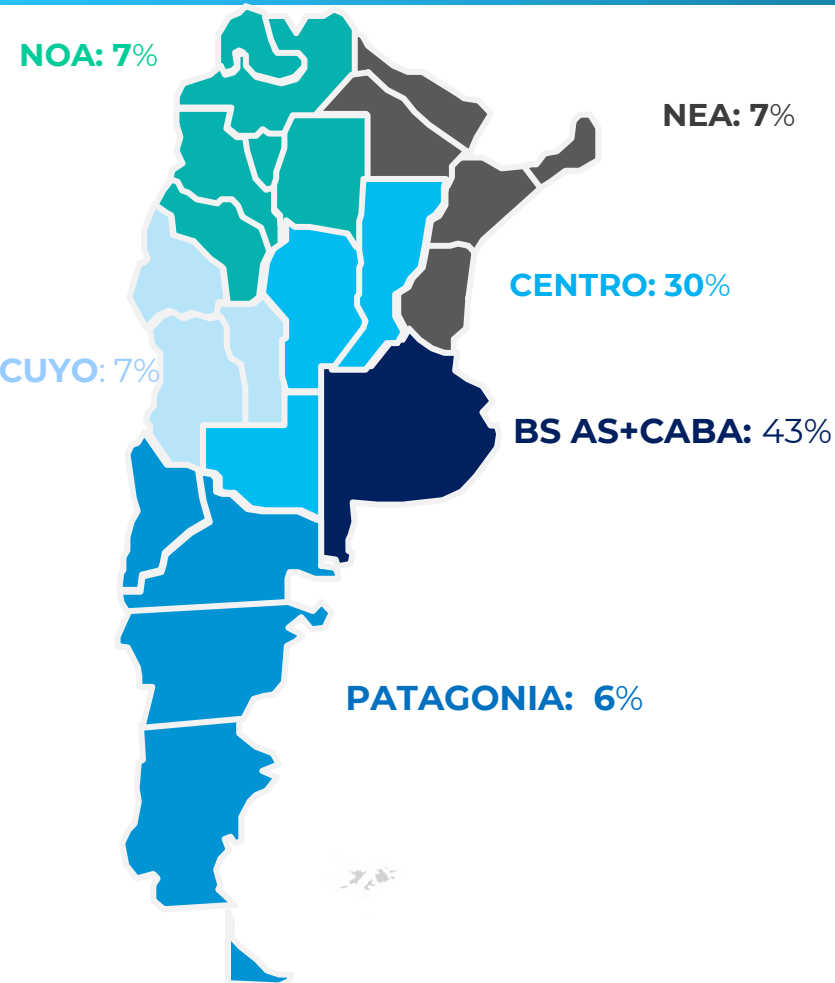 NOA: 7%
NEA: 7%
CENTRO: 30%
CUYO: 7%
BS AS+CABA: 43%
PATAGONIA: 6%